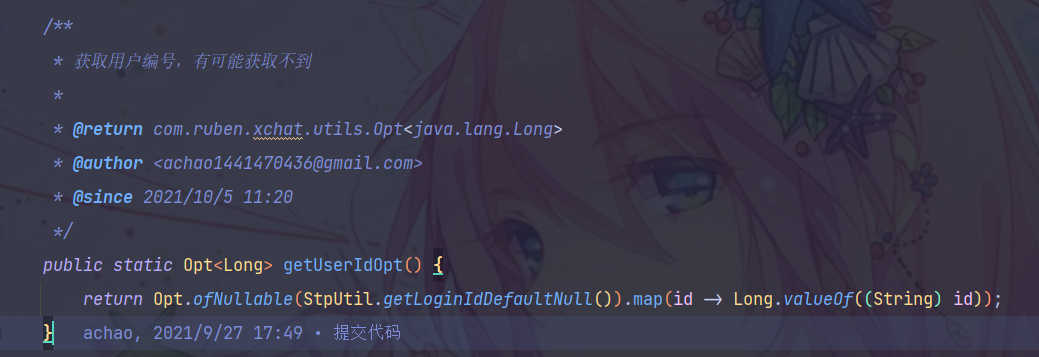 /**
 * 获取用户编号，有可能获取不到
 *
 * @return com.ruben.xchat.utils.Opt<java.lang.Long>
 * @author <achao1441470436@gmail.com>
 * @since 2021/10/5 11:20
 */
public static Opt<Long> getUserIdOpt() {
    return Opt.ofNullable(StpUtil.getLoginIdDefaultNull()).map(id -> Long.valueOf((String) id));
}    achao, 2021/9/27 17:49 • 提交代码